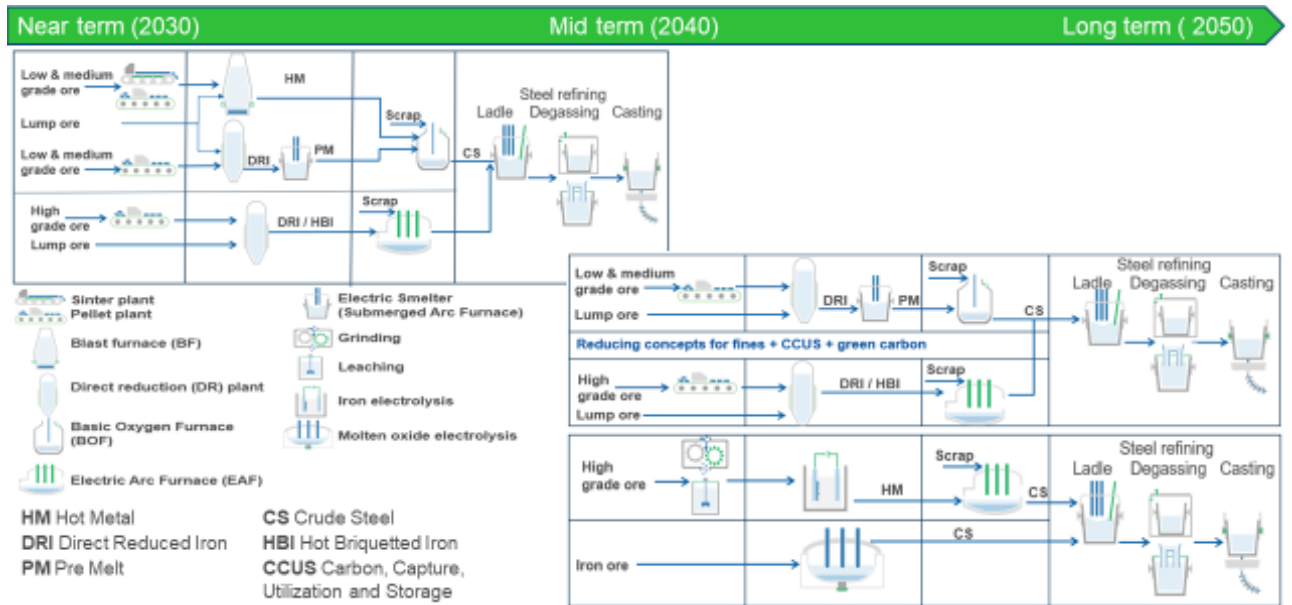 Near term (2030)
Mid term (2040)
Long term ( 2050)
Low & medium
grade ore
Lump ore
Low & medium
grade ore
HM
DRI
PM
Scrap
CS
Ladle
Steel refining
Degassing
Casting
High
grade ore
Lump ore
DRI / HBI
Scrap
Sinter plant
Pellet plant
Blast furnace (BF)
Direct reduction (DR) plant
Basic Oxygen Furnace
(BOF)
Electric Arc Furnace (EAF)
Electric Smelter
(Submerged Arc Furnace)
Grinding
Leaching
Iron electrolysis
Molten oxide electrolysis
HM Hot Metal
DRI Direct Reduced Iron
PM Pre Melt
CS Crude Steel
HBI Hot Briquetted Iron
CCUS Carbon, Capture,
Utilization and Storage
Low & medium
grade ore
Lump ore
DRI
PM
Scrap
CS
Ladle
Steel refining
Degassing
Casting
Reducing concepts for fines + CCUS + green carbon
High
grade ore
Lump ore
DRI / HBI
Scrap
High
grade ore
HM
Scrap
CS
Ladle
Steel refining
Degassing
Casting
Iron ore
CS